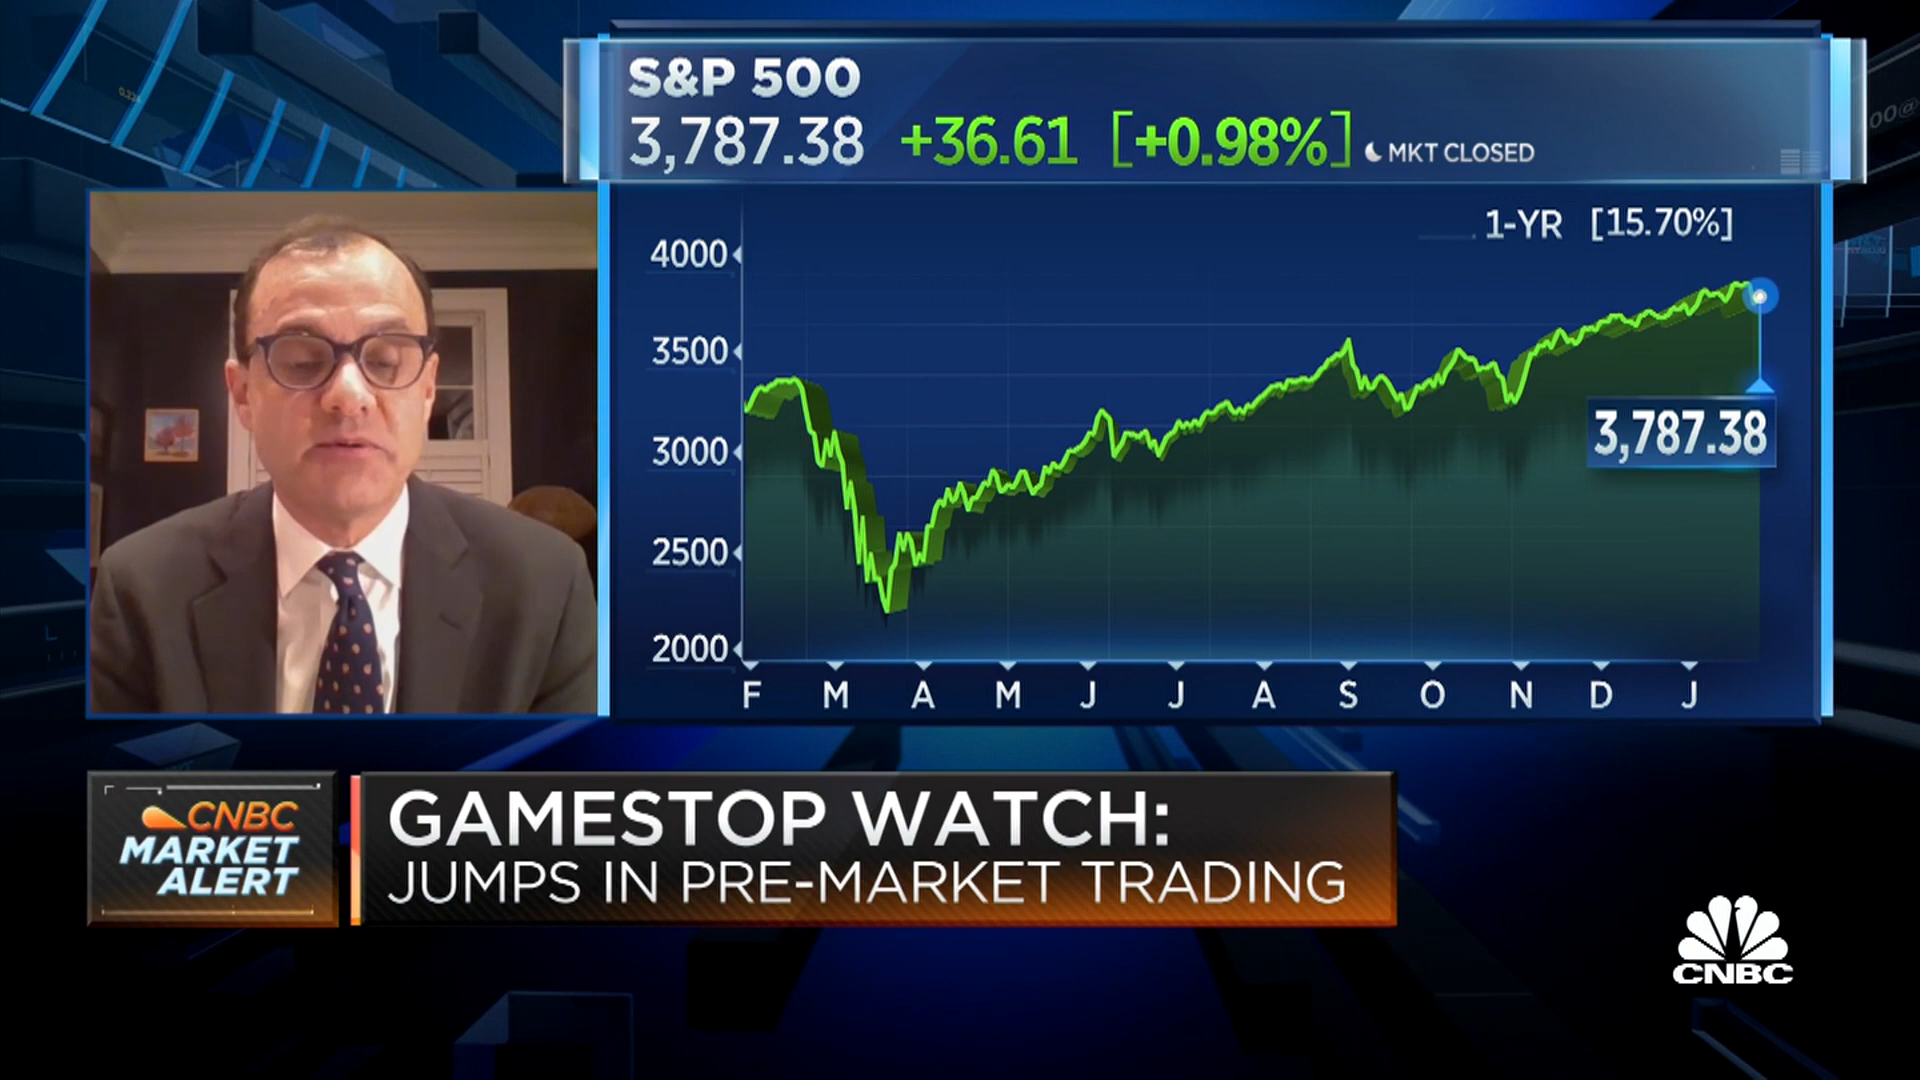 S&P 500
3,787.38 +36.61 [+0.98%] MKT CLOSED
1-YR [15.70%]
4000
3500
3000
2500
2000
3,787.38
F M A M J J A S O N D J
CNBC
MARKET
ALERT
GAMESTOP WATCH:
JUMPS IN PRE-MARKET TRADING
CNBC